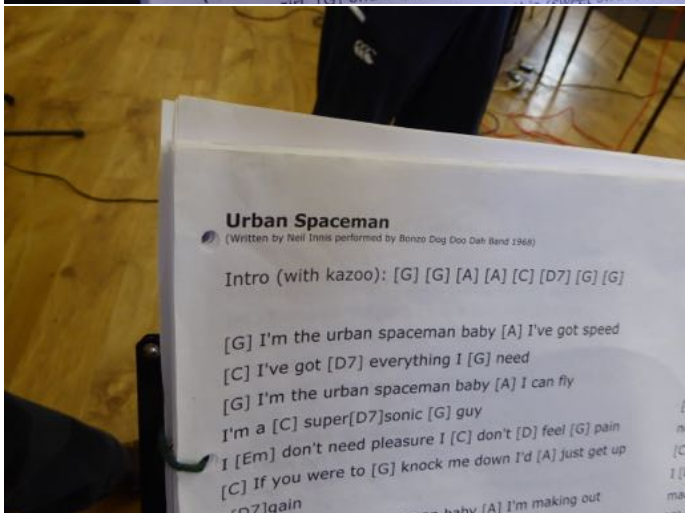 Urban Spaceman
(Written by Neil Innis performed by Bonzo Dog Doo Dah Band 1968)
Intro (with kazoo): [G] [G] [A] [A] [C] [D7] [G] [G]
[G] I'm the urban spaceman baby [A] I've got speed
[C] I've got [D7] everything I [G] need
[G] I'm the urban spaceman baby [A] I can fly
I'm a [C] super[D7]sonic [G] guy
I [Em] don't need pleasure I [C] don't [D] feel [G] pain
[C] If you were to [G] knock me down I'd [A] just get up
[D7]gain
baby [A] I'm making out